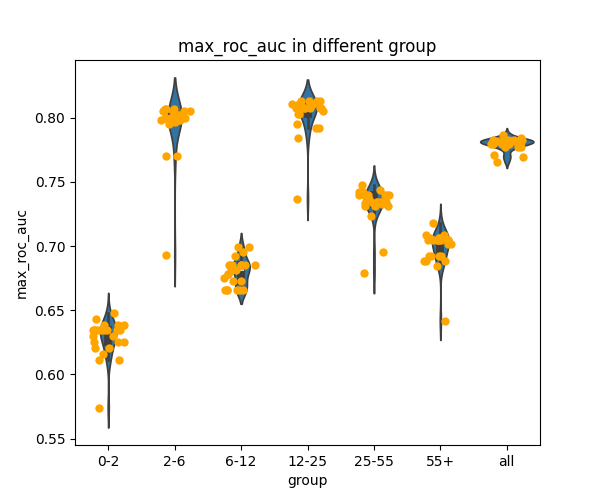 max_roc_auc in different group
max_roc_auc
0.80
0.75
0.70
0.65
0.60
0.55
0-2 2-6 6-12 12-25 25-55 55+ all
group